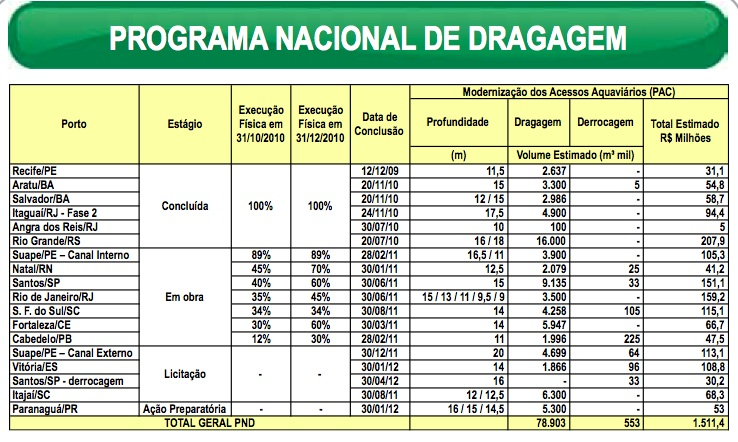 PROGRAMA NACIONAL DE DRAGAGEM
Porto Estágio Execução Física em 31/10/2010 Execução Física em 31/12/2010 Data de Conclusão Modernização dos Acessos Aquaviários (PAC)
Profundidade Dragagem Derrocagem Total Estimado R$ Milhões
(m) Volume Estimado (m³ mil)
Recife/PE Concluída 100% 100% 12/12/09 11,5 2.637 - 31,1
Aratu/BA 20/11/10 15 3.300 5 54,8
Salvador/BA 20/11/10 12 / 15 2.986 - 58,7
Itaguaí/RJ - Fase 2 24/11/10 17,5 4.900 - 94,4
Angra dos Reis/RJ 30/07/10 10 100 - 5
Rio Grande/RS 20/07/10 16 / 18 16.000 - 207,9
Suape/PE – Canal Interno Em obra 89% 89% 28/02/11 16,5 / 11 3.900 - 105,3
Natal/RN 45% 70% 30/01/11 12,5 2.079 25 41,2
Santos/SP 40% 60% 30/06/11 15 9.135 33 151,1
Rio de Janeiro/RJ 35% 45% 30/06/11 15 / 13 / 11 / 9,5 / 9 3.500 - 159,2
S. F. do Sul/SC 34% 34% 30/08/11 14 4.258 105 115,1
Fortaleza/CE 30% 60% 30/03/11 14 5.947 - 66,7
Cabedelo/PB 12% 30% 28/02/11 11 1.996 225 47,5
Suape/PE – Canal Externo Licitação - - 30/12/11 20 4.699 64 113,1
Vitória/ES 30/01/12 14 1.866 96 108,8
Santos/SP - derrocagem 30/04/12 16 - 33 30,2
Itajaí/SC 30/08/11 12 / 12,5 6.300 - 68,3
Paranaguá/PR Ação Preparatória - - 30/01/12 16 / 15 / 14,5 5.300 - 53
TOTAL GERAL PND 78.903 553 1.511,4